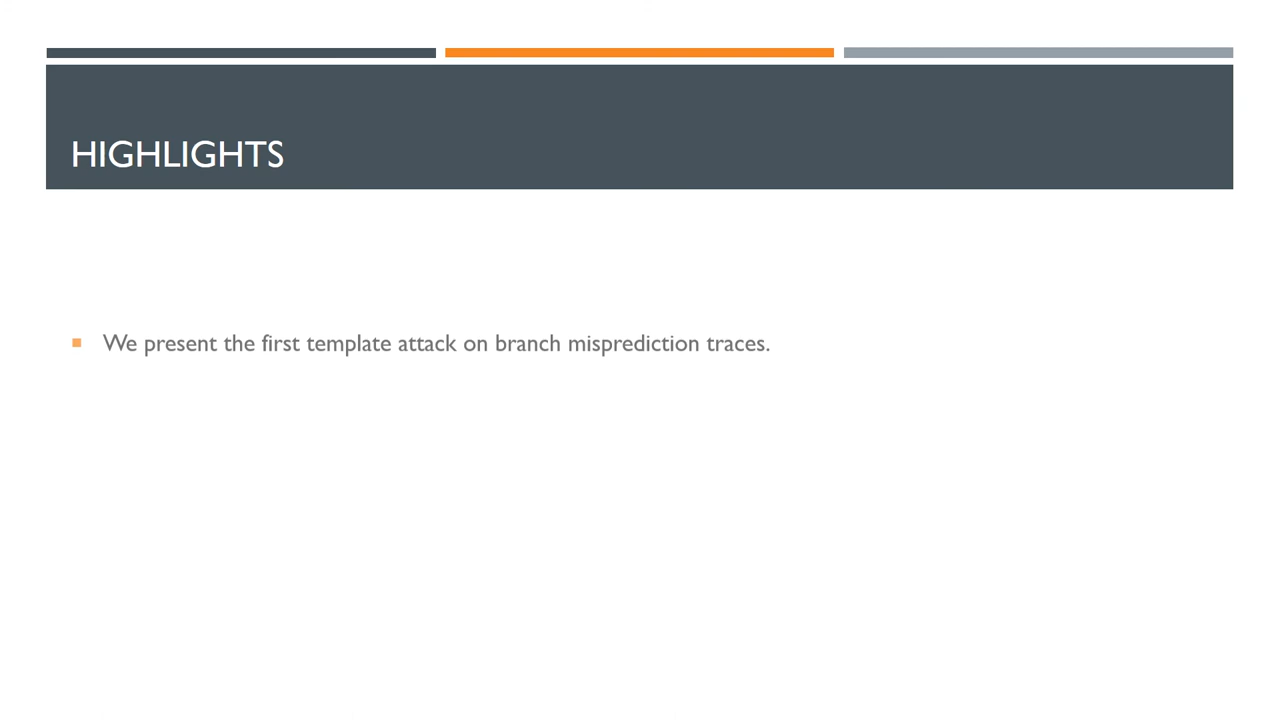 HIGHLIGHTS
We present the first template attack on branch misprediction traces.